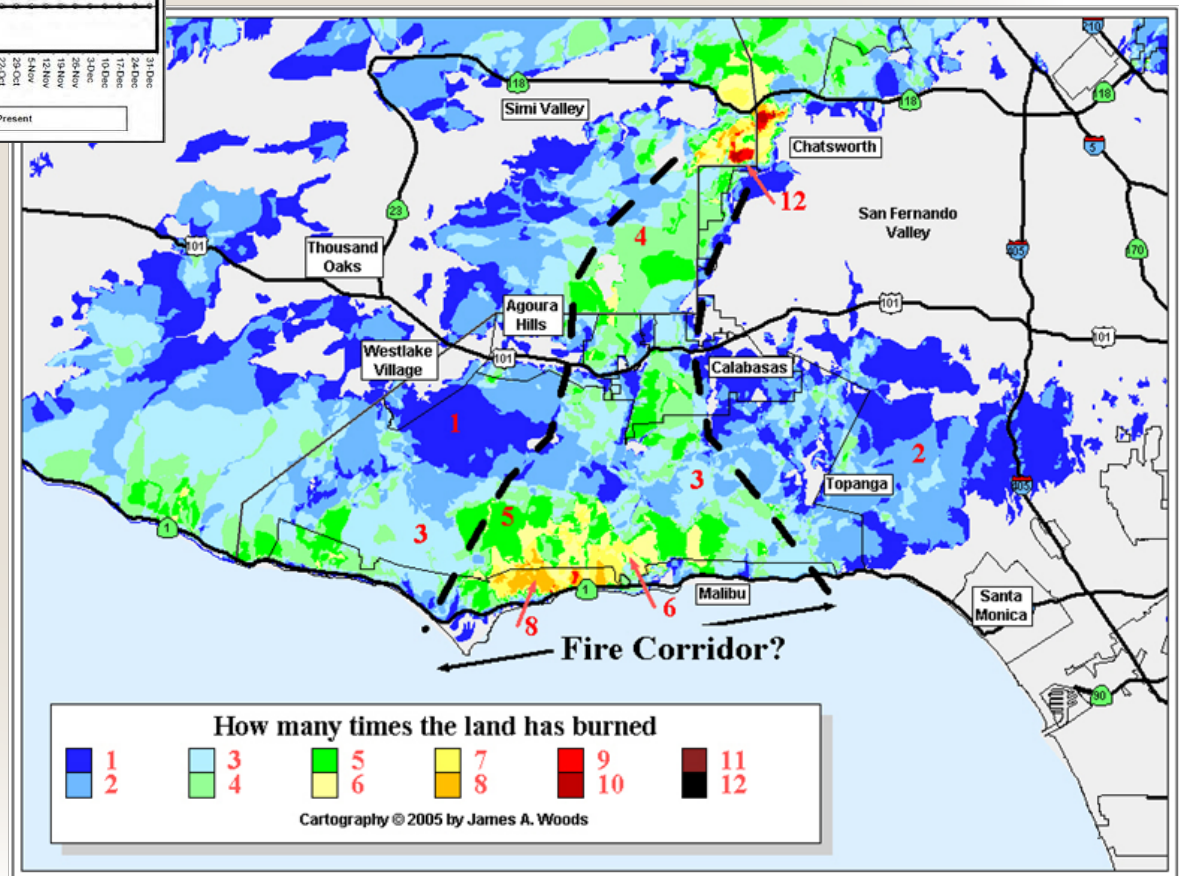 22-Oct
29-Oct
5-Nov
12-Nov
19-Nov
26-Nov
3-Dec
10-Dec
17-Dec
24-Dec
31-Dec
Present
210
118
Simi Valley
118
118
Chatsworth
5
12
23
San Fernando
Valley
101
4
405
170
Thousand
Oaks
Agoura
Hills
101
101
Westlake
Village
101
Calabasas
1
2
3
Topanga
405
1
3
5
Malibu
1
6
8
Santa
Monica
Fire Corridor?
90
How many times the land has burned
1 3 5 7 9 11
2 4 6 8 10 12
Cartography © 2005 by James A. Woods